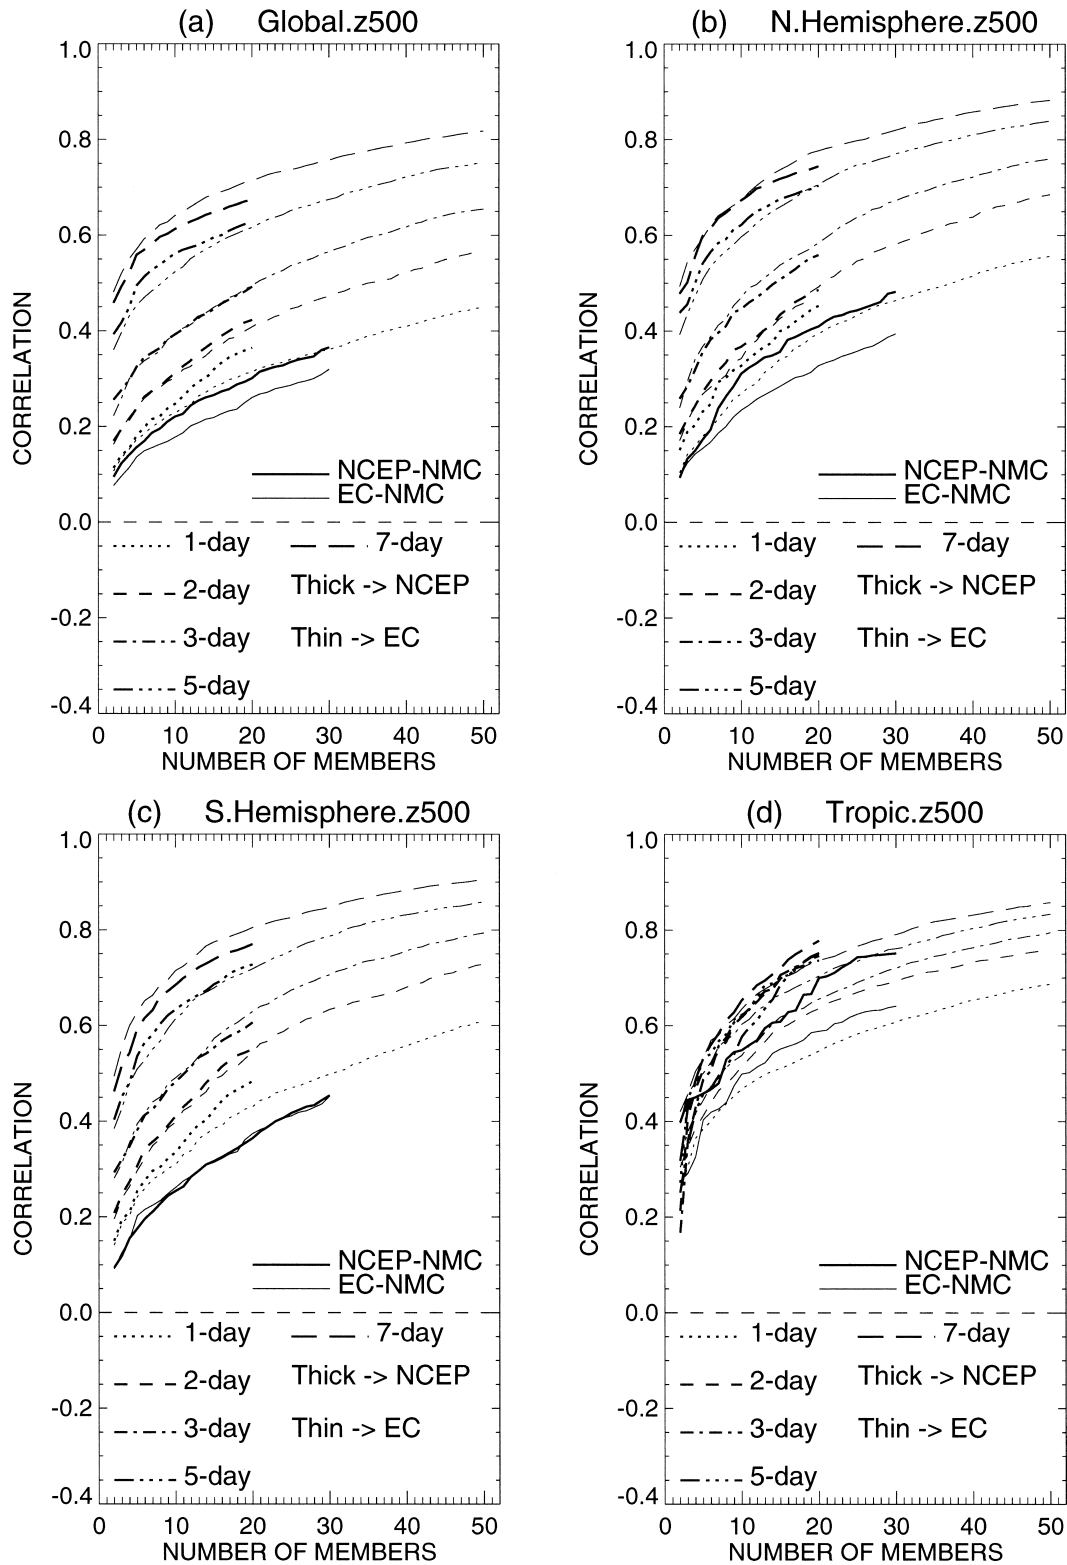 (a) Global.z500
1.0
0.8
0.6
0.4
0.2
0.0
-0.2
-0.4
CORRELATION
NCEP-NMC
EC-NMC
1-day 7-day
2-day Thick -> NCEP
3-day Thin -> EC
5-day
0 10 20 30 40 50
NUMBER OF MEMBERS
(b) N.Hemisphere.z500
1.0
0.8
0.6
0.4
0.2
0.0
-0.2
-0.4
CORRELATION
NCEP-NMC
EC-NMC
1-day 7-day
2-day Thick -> NCEP
3-day Thin -> EC
5-day
0 10 20 30 40 50
NUMBER OF MEMBERS
(c) S.Hemisphere.z500
1.0
0.8
0.6
0.4
0.2
0.0
-0.2
-0.4
CORRELATION
NCEP-NMC
EC-NMC
1-day 7-day
2-day Thick -> NCEP
3-day Thin -> EC
5-day
0 10 20 30 40 50
NUMBER OF MEMBERS
(d) Tropic.z500
1.0
0.8
0.6
0.4
0.2
0.0
-0.2
-0.4
CORRELATION
NCEP-NMC
EC-NMC
1-day 7-day
2-day Thick -> NCEP
3-day Thin -> EC
5-day
0 10 20 30 40 50
NUMBER OF MEMBERS